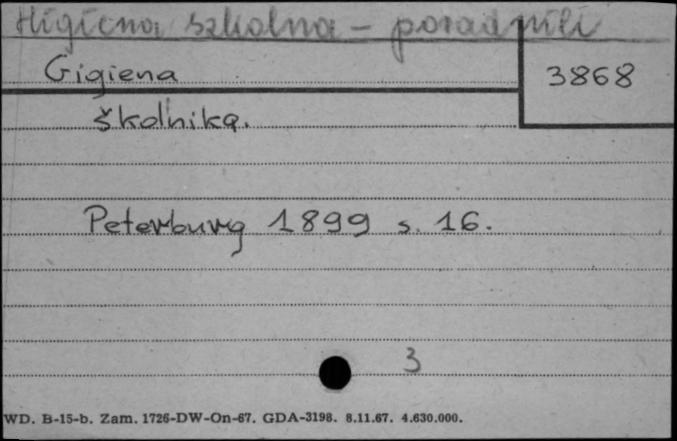 Higiena szkolna - poradniki
Gigiena
3868
škol'nika.
Peterburg 1899 s. 16.
3
WD. B-15-b. Zam. 1726-DW-On-67. GDA-3198. 8.11.67. 4.630.000.